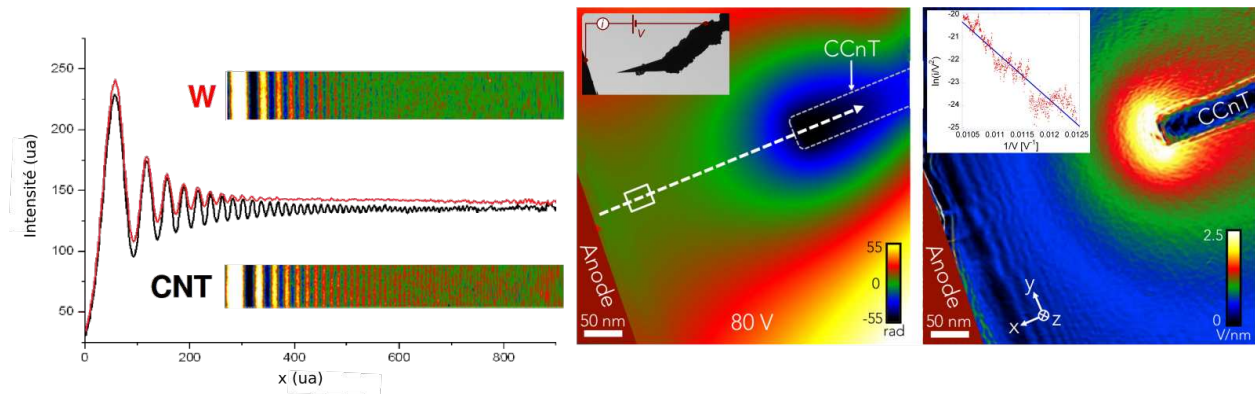 250
200
150
100
50
Intensité (ua)
W
CNT
0
200
400
600
800
x (ua)
i
V
CCnT
Anode
50 nm
80 V
55
0
-55
rad
-20
-21
-22
-23
-24
-25
ln(i/V²)
0.0105
0.011
0.0115
0.012
0.0125
1/V [V⁻¹]
CCnT
Anode
50 nm
y
x
z
2.5
0
V/nm